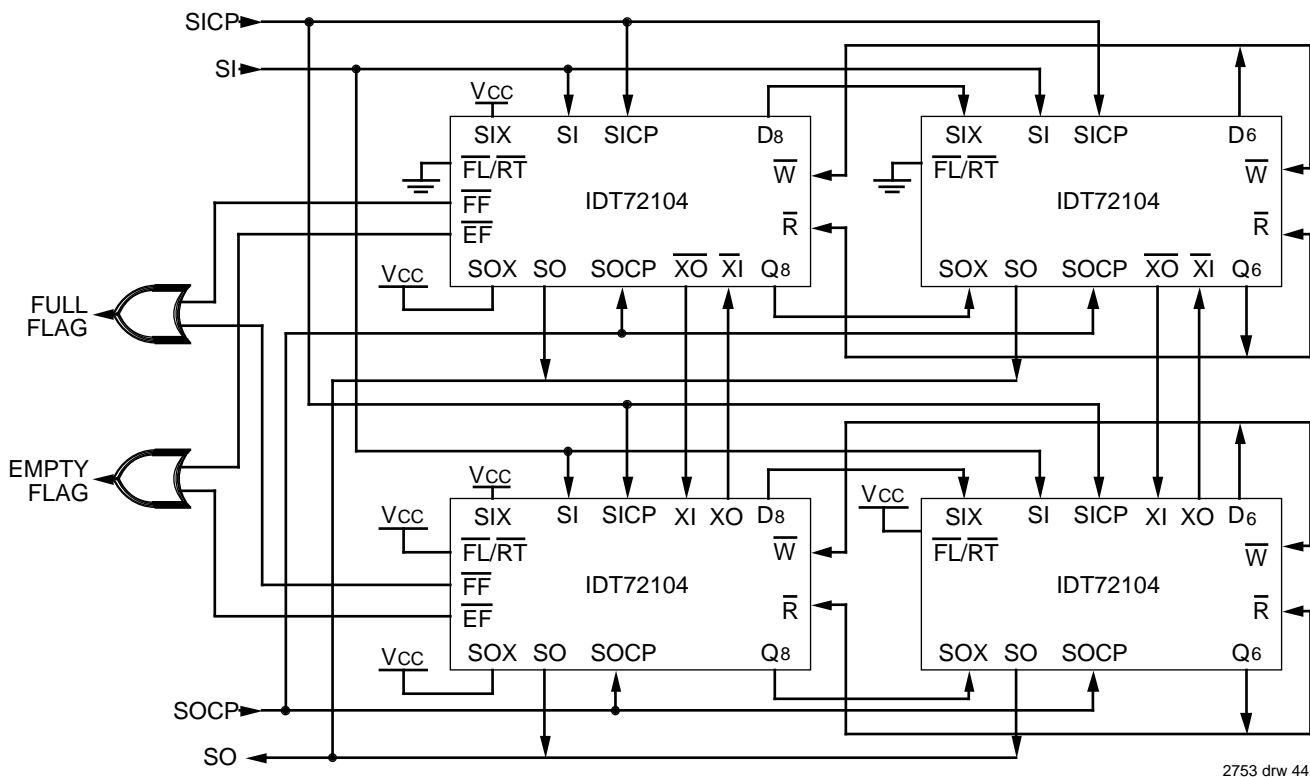 SICP
SI
VCC
SIX SI SICP D8
FL/RT
W
FF
IDT72104
EF
R
VCC
SOX SO SOCP XO XI Q8
SIX SI SICP D6
FL/RT
W
IDT72104
R
SOX SO SOCP XO XI Q6
FULL
FLAG
EMPTY
FLAG
VCC
SIX SI SICP XI XO D8
VCC
FL/RT
W
FF
IDT72104
EF
R
VCC
SOX SO SOCP Q8
VCC
SIX SI SICP XI XO D6
FL/RT
W
IDT72104
R
SOX SO SOCP Q6
SOCP
SO
2753 drw 44